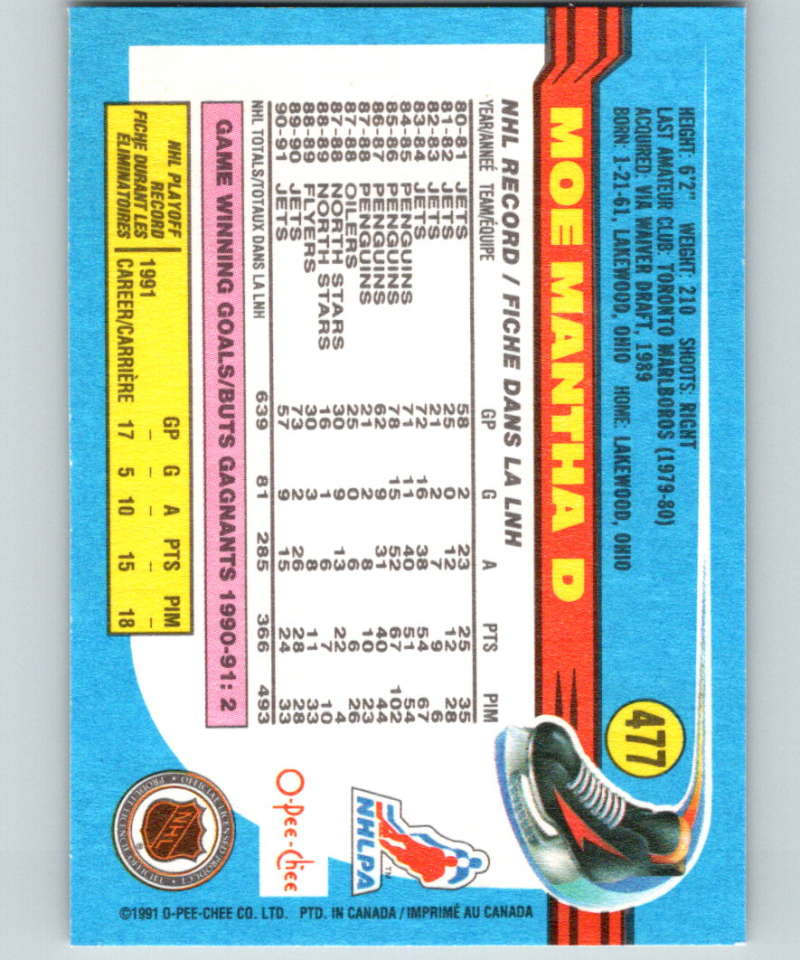 HEIGHT: 6'2" WEIGHT: 210 SHOOTS: RIGHT
LAST AMATEUR CLUB: TORONTO MARLBOROS (1979-80)
ACQUIRED: VIA WAIVER DRAFT, 1989
BORN: 1-21-61, LAKEWOOD, OHIO HOME: LAKEWOOD, OHIO
477
MOE MANTHA D
NHL RECORD / FICHE DANS LA LNH
YEAR/ANNÉE TEAM/ÉQUIPE GP G A PTS PIM
80-81 JETS 58 2 23 25 35
81-82 JETS 25 0 12 12 28
82-83 JETS 21 2 7 9 6
83-84 JETS 72 16 38 54 67
84-85 PENGUINS 71 11 40 51 54
85-86 PENGUINS 78 15 52 67 102
86-87 PENGUINS 62 9 31 40 44
87-88 PENGUINS 21 2 8 10 23
87-88 OILERS 25 0 6 6 26
87-88 NORTH STARS 30 9 13 22 4
88-89 NORTH STARS 16 1 6 7 10
88-89 FLYERS 30 3 8 11 33
89-90 JETS 73 2 26 28 28
90-91 JETS 57 9 15 24 33
NHL TOTALS/TOTAUX DANS LA LNH 639 81 285 366 493
GAME WINNING GOALS/BUTS GAGNANTS 1990-91: 2
NHL PLAYOFF
RECORD
FICHE DURANT LES
ÉLIMINATOIRES
GP G A PTS PIM
1991 – – – – –
CAREER/CARRIÈRE 17 5 10 15 18
NHLPA
TM
O-Pee-Chee
NHL
®
©1991 O-PEE-CHEE CO. LTD. PTD. IN CANADA / IMPRIMÉ AU CANADA